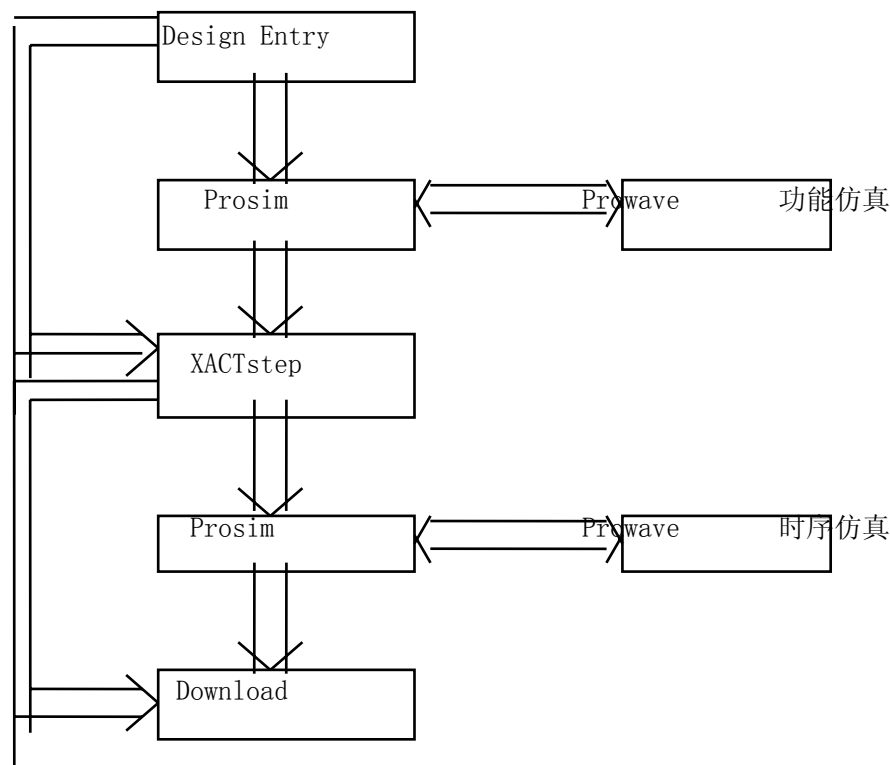 Design Entry
Prosim Prowave 功能仿真
XACTstep
Prosim Prowave 时序仿真
Download